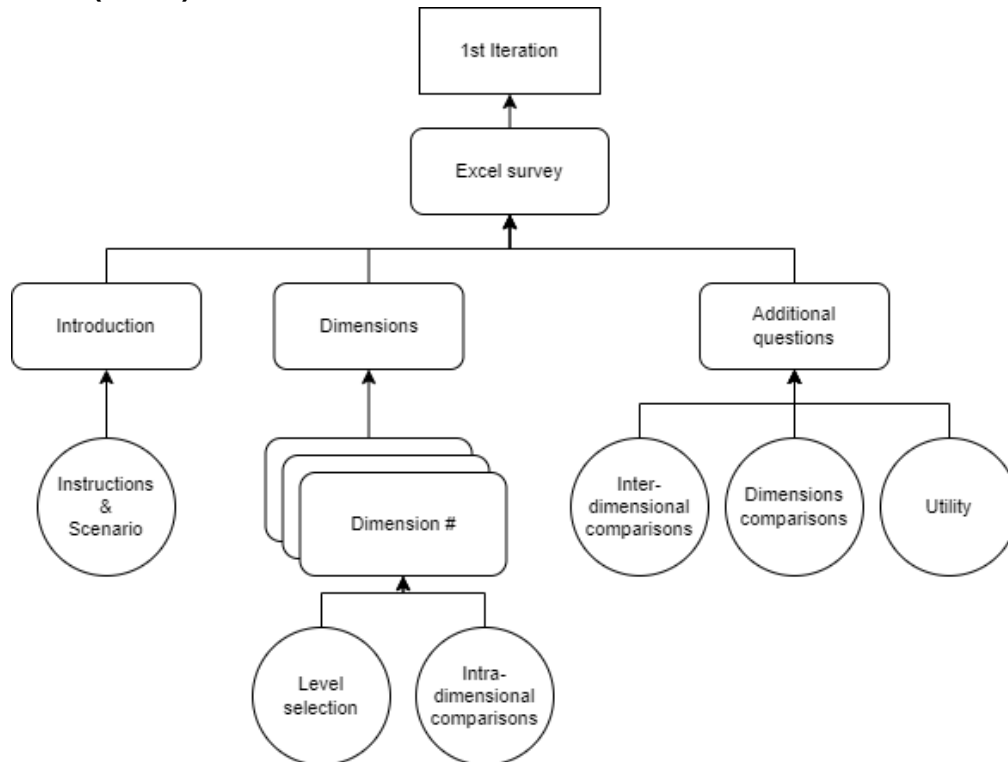 1st Iteration
Excel survey
Introduction
Dimensions
Additional
questions
Instructions
&
Scenario
Dimension #
Inter-
dimensional
comparisons
Dimensions
comparisons
Utility
Level
selection
Intra-
dimensional
comparisons